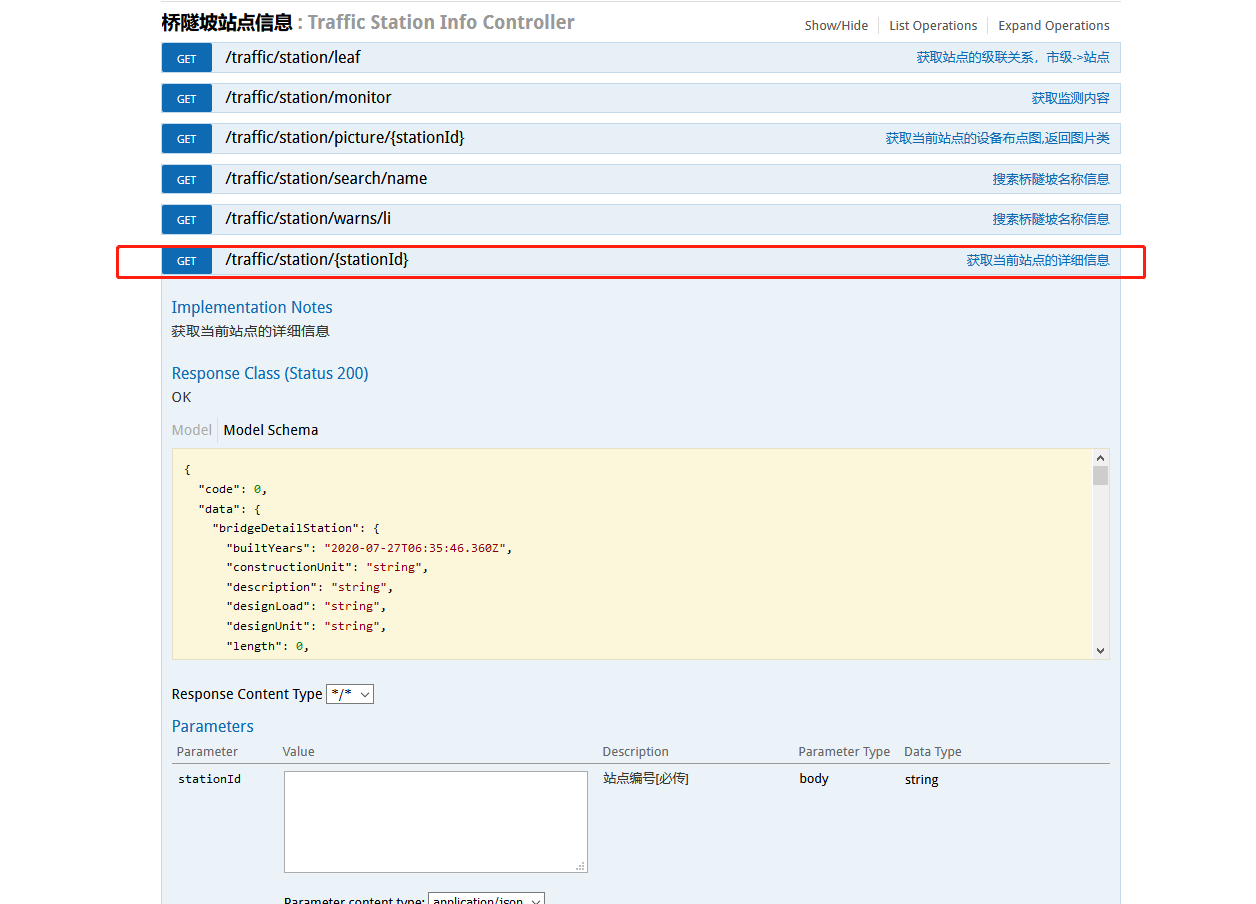 桥隧坡站点信息 : Traffic Station Info Controller Show/Hide List Operations Expand Operations
GET /traffic/station/leaf 获取站点的级联关系，市级->站点
GET /traffic/station/monitor 获取监测内容
GET /traffic/station/picture/{stationId} 获取当前站点的设备布点图,返回图片类
GET /traffic/station/search/name 搜索桥隧坡名称信息
GET /traffic/station/warns/li 搜索桥隧坡名称信息
GET /traffic/station/{stationId} 获取当前站点的详细信息
Implementation Notes
获取当前站点的详细信息
Response Class (Status 200)
OK
Model Model Schema
{
"code": 0,
"data": {
"bridgeDetailStation": {
"builtYears": "2020-07-27T06:35:46.360Z",
"constructionUnit": "string",
"description": "string",
"designLoad": "string",
"designUnit": "string",
"length": 0,
Response Content Type */*
Parameters
Parameter Value Description Parameter Type Data Type
stationId 站点编号[必传] body string
Parameter content type: application/json